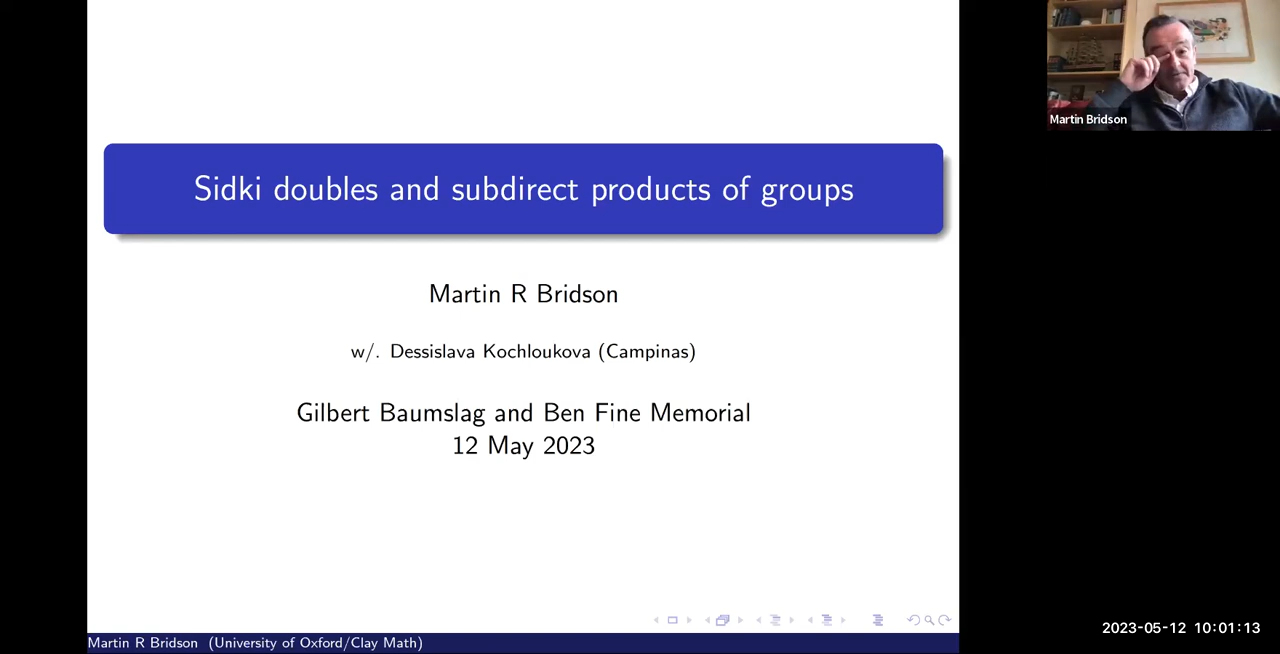 Sidki doubles and subdirect products of groups
Martin R Bridson
w/. Dessislava Kochloukova (Campinas)
Gilbert Baumslag and Ben Fine Memorial
12 May 2023
Martin R Bridson (University of Oxford/Clay Math)
Martin Bridson
2023-05-12 10:01:13